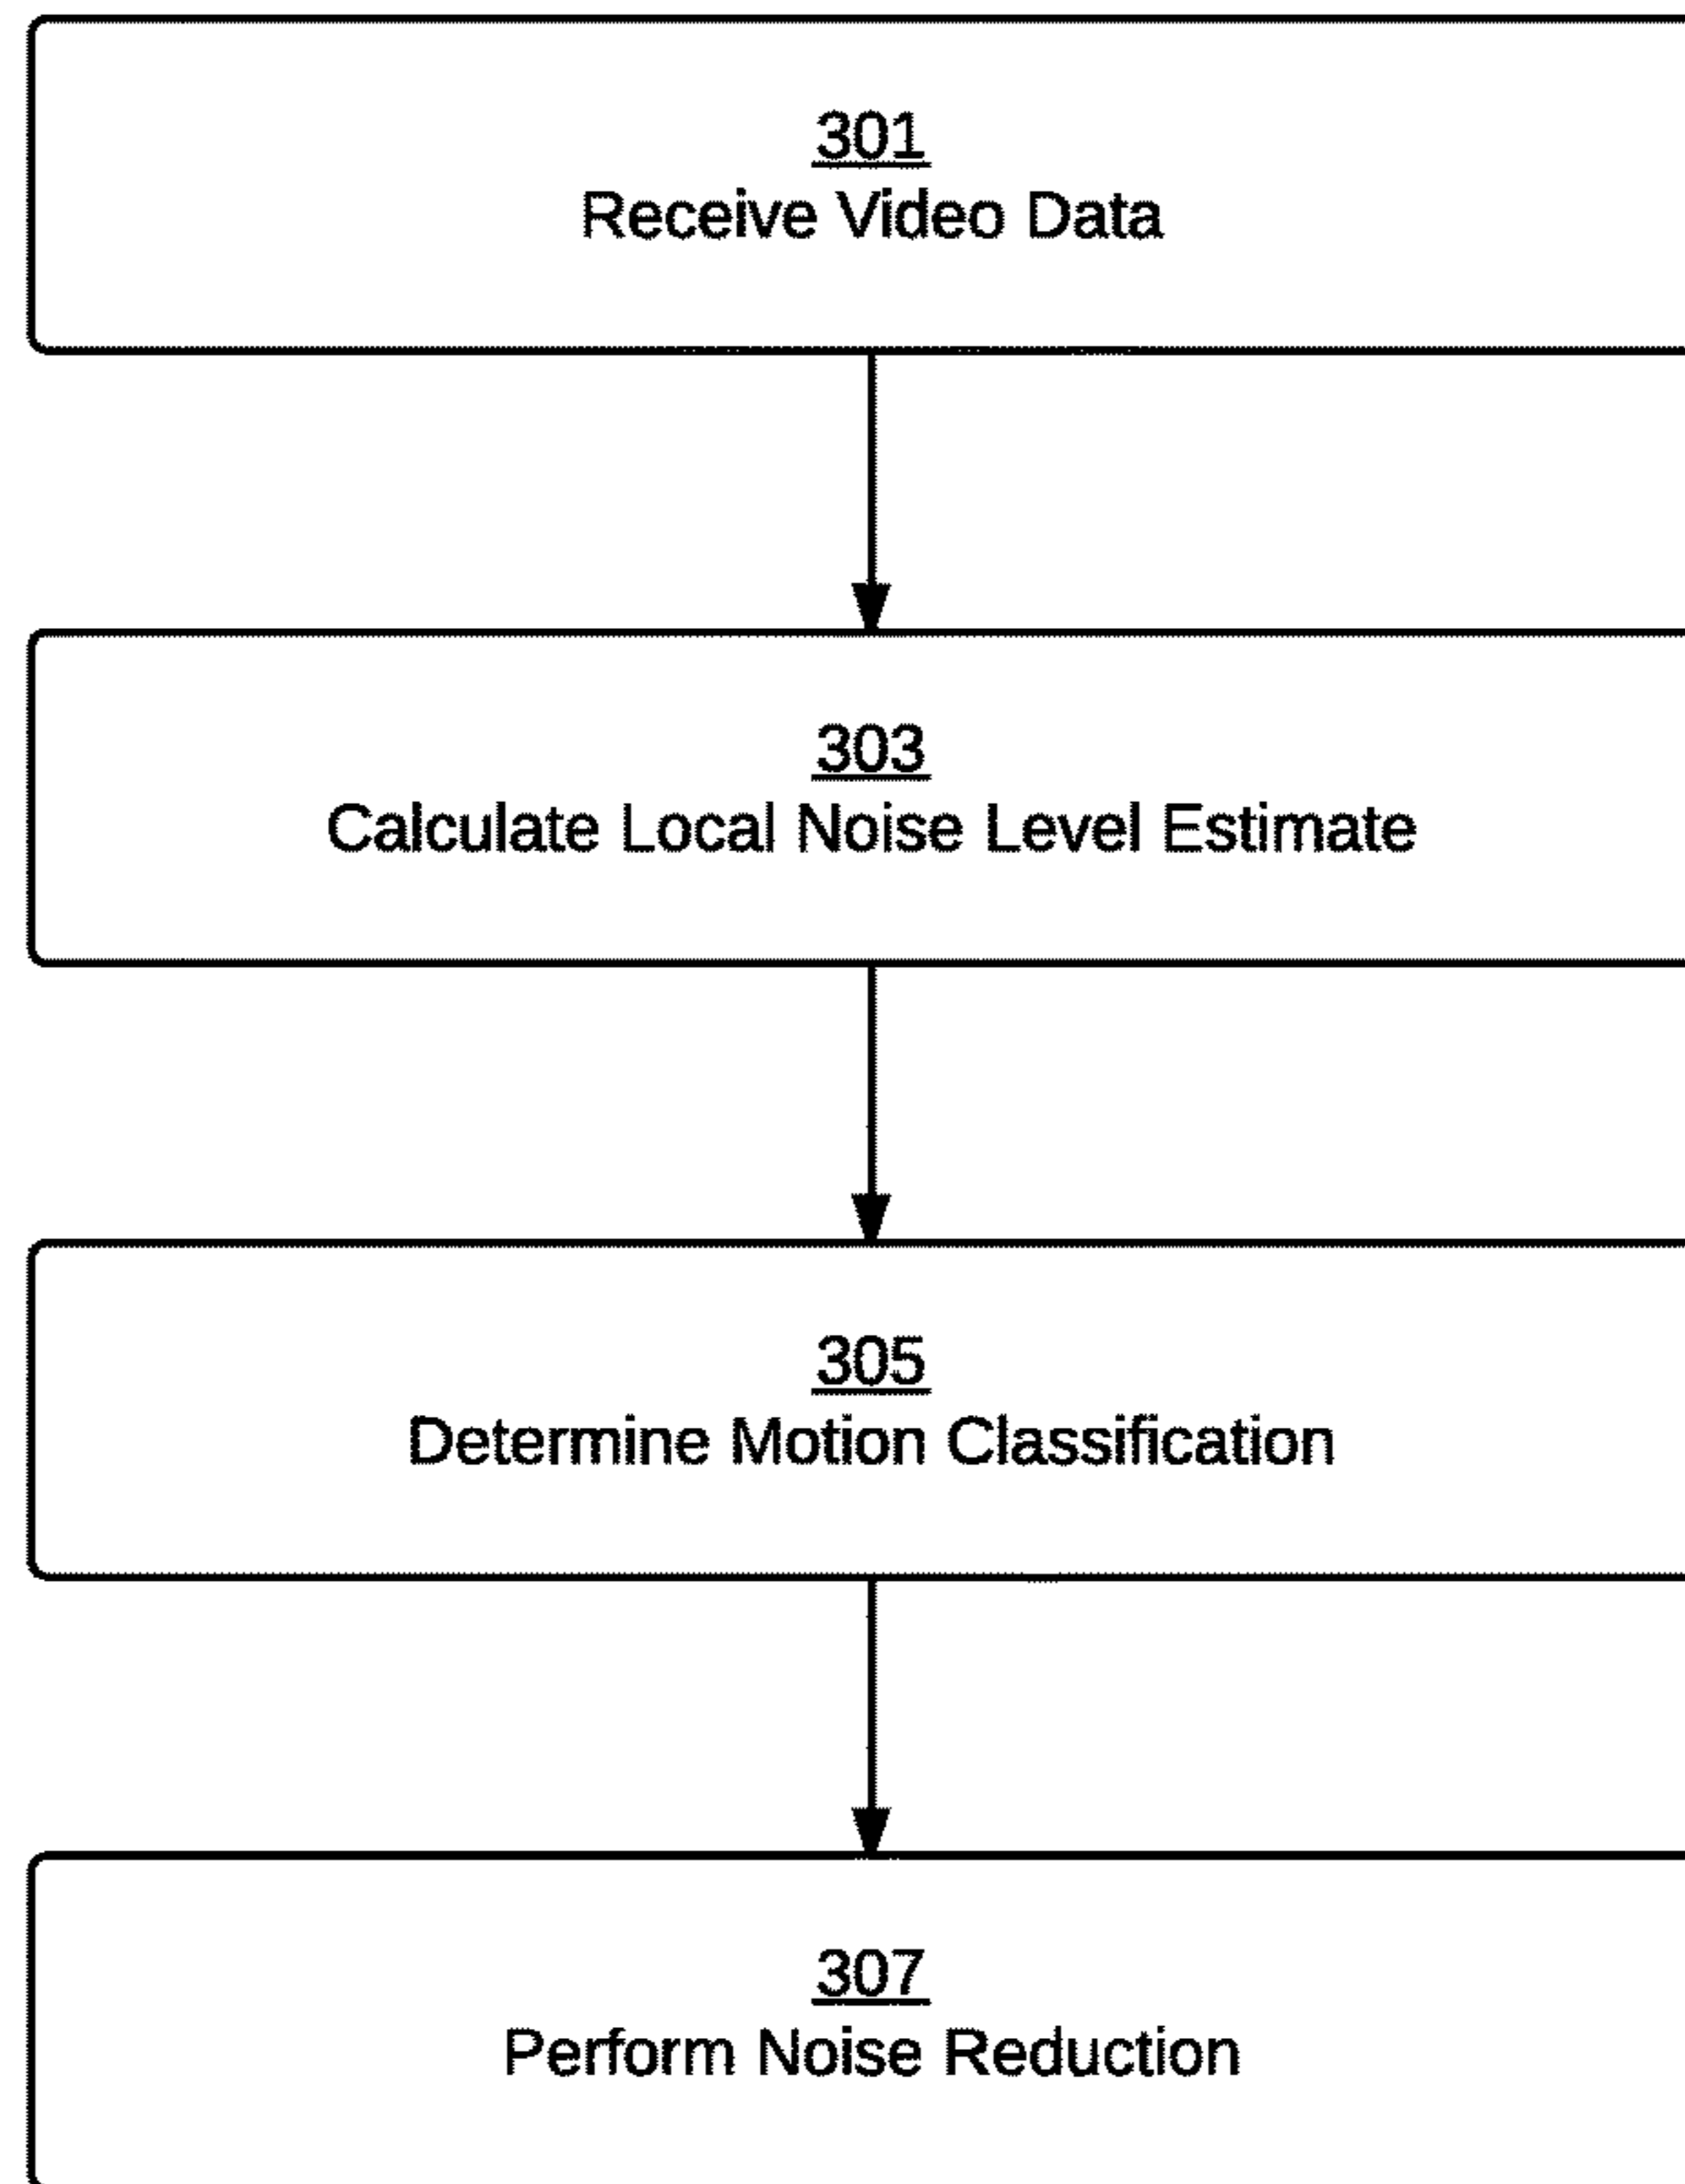 301
Receive Video Data
303
Calculate Local Noise Level Estimate
305
Determine Motion Classification
307
Perform Noise Reduction